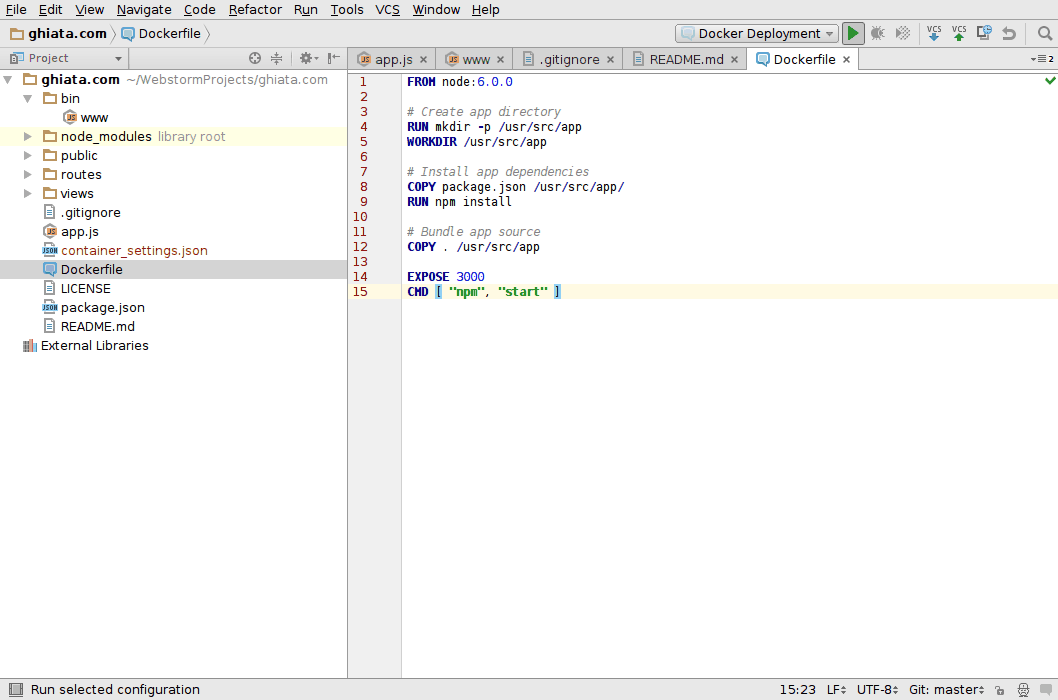 File Edit View Navigate Code Refactor Run Tools VCS Window Help
ghiata.com Dockerfile Docker Deployment VCS VCS
Project app.js www .gitignore README.md Dockerfile 2
ghiata.com ~/WebstormProjects/ghiata.com
bin
www
node_modules library root
public
routes
views
.gitignore
app.js
container_settings.json
Dockerfile
LICENSE
package.json
README.md
External Libraries
1 FROM node:6.0.0
2
3 # Create app directory
4 RUN mkdir -p /usr/src/app
5 WORKDIR /usr/src/app
6
7 # Install app dependencies
8 COPY package.json /usr/src/app/
9 RUN npm install
10
11 # Bundle app source
12 COPY . /usr/src/app
13
14 EXPOSE 3000
15 CMD [ "npm", "start" ]
Run selected configuration 15:23 LF UTF-8 Git: master